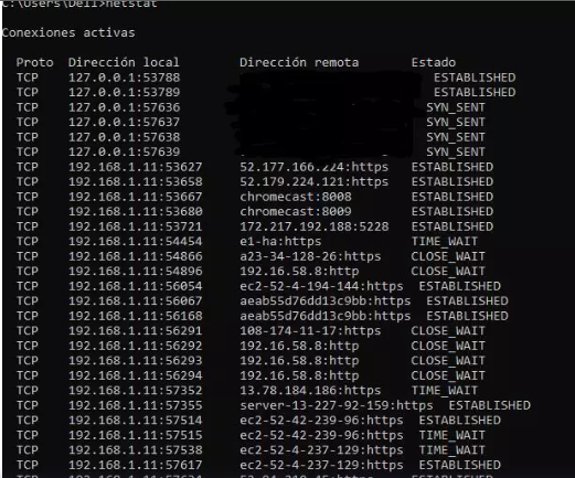 C:\Users\Dell>netstat
Conexiones activas
Proto Dirección local Dirección remota Estado
TCP 127.0.0.1:53788 ESTABLISHED
TCP 127.0.0.1:53789 ESTABLISHED
TCP 127.0.0.1:57636 SYN_SENT
TCP 127.0.0.1:57637 SYN_SENT
TCP 127.0.0.1:57638 SYN_SENT
TCP 127.0.0.1:57639 SYN_SENT
TCP 192.168.1.11:53627 52.177.166.224:https ESTABLISHED
TCP 192.168.1.11:53658 52.179.224.121:https ESTABLISHED
TCP 192.168.1.11:53667 chromecast:8008 ESTABLISHED
TCP 192.168.1.11:53680 chromecast:8009 ESTABLISHED
TCP 192.168.1.11:53721 172.217.192.188:5228 ESTABLISHED
TCP 192.168.1.11:54454 e1-ha:https TIME_WAIT
TCP 192.168.1.11:54866 a23-34-128-26:https CLOSE_WAIT
TCP 192.168.1.11:54896 192.16.58.8:http CLOSE_WAIT
TCP 192.168.1.11:56054 ec2-52-4-194-144:https ESTABLISHED
TCP 192.168.1.11:56067 aeab55d76dd13c9bb:https ESTABLISHED
TCP 192.168.1.11:56168 aeab55d76dd13c9bb:https ESTABLISHED
TCP 192.168.1.11:56291 108-174-11-17:https CLOSE_WAIT
TCP 192.168.1.11:56292 192.16.58.8:http CLOSE_WAIT
TCP 192.168.1.11:56293 192.16.58.8:http CLOSE_WAIT
TCP 192.168.1.11:56294 192.16.58.8:http CLOSE_WAIT
TCP 192.168.1.11:57352 13.78.184.186:https TIME_WAIT
TCP 192.168.1.11:57355 server-13-227-92-159:https ESTABLISHED
TCP 192.168.1.11:57514 ec2-52-42-239-96:https ESTABLISHED
TCP 192.168.1.11:57515 ec2-52-42-239-96:https TIME_WAIT
TCP 192.168.1.11:57538 ec2-52-4-237-129:https TIME_WAIT
TCP 192.168.1.11:57617 ec2-52-4-237-129:https ESTABLISHED